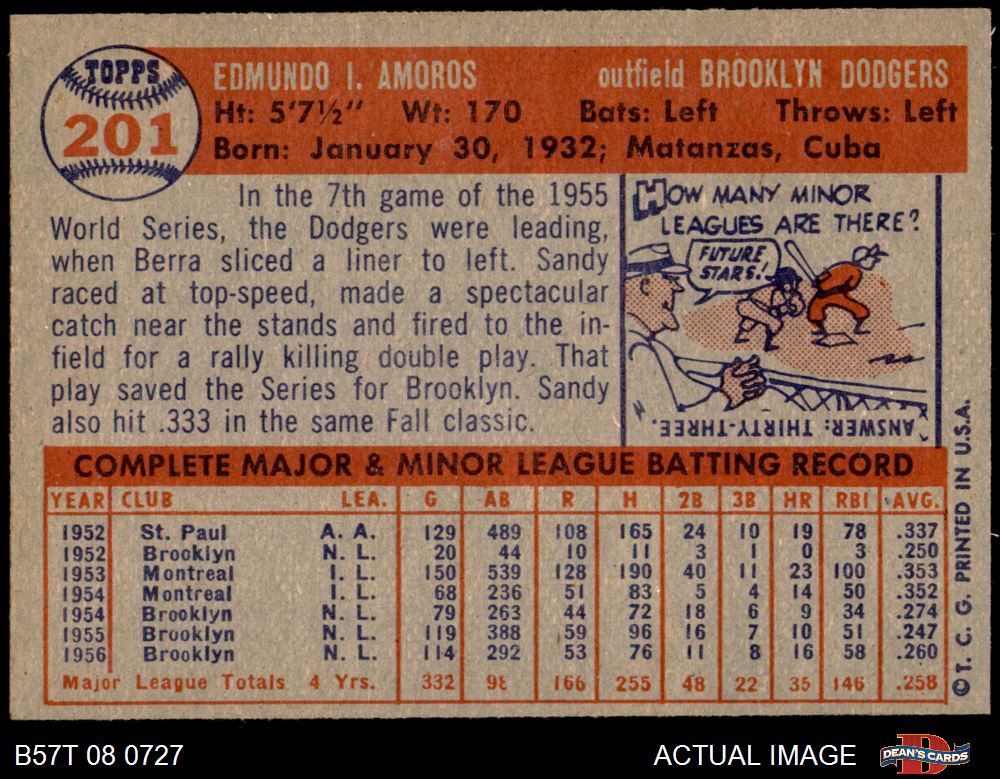 TOPPS
201
EDMUNDO I. AMOROS outfield BROOKLYN DODGERS
Ht: 5'7½" Wt: 170 Bats: Left Throws: Left
Born: January 30, 1932; Matanzas, Cuba
In the 7th game of the 1955
World Series, the Dodgers were leading,
when Berra sliced a liner to left. Sandy
raced at top-speed, made a spectacular
catch near the stands and fired to the in-
field for a rally killing double play. That
play saved the Series for Brooklyn. Sandy
also hit .333 in the same Fall classic.
HOW MANY MINOR
LEAGUES ARE THERE?
FUTURE
STARS!
ANSWER: THIRTY-THREE.
COMPLETE MAJOR & MINOR LEAGUE BATTING RECORD
YEAR CLUB LEA. G AB R H 2B 3B HR RBI AVG.
1952 St. Paul A. A. 129 489 108 165 24 10 19 78 .337
1952 Brooklyn N. L. 20 44 10 11 3 1 0 3 .250
1953 Montreal I. L. 150 539 128 190 40 11 23 100 .353
1954 Montreal I. L. 68 236 51 83 5 4 14 50 .352
1954 Brooklyn N. L. 79 263 44 72 18 6 9 34 .274
1955 Brooklyn N. L. 119 388 59 96 16 7 10 51 .247
1956 Brooklyn N. L. 114 292 53 76 11 8 16 58 .260
Major League Totals 4 Yrs. 332 166 255 48 22 35 146 .258
© T. C. G. PRINTED IN U.S.A.
B57T 08 0727 ACTUAL IMAGE
DEAN'S CARDS